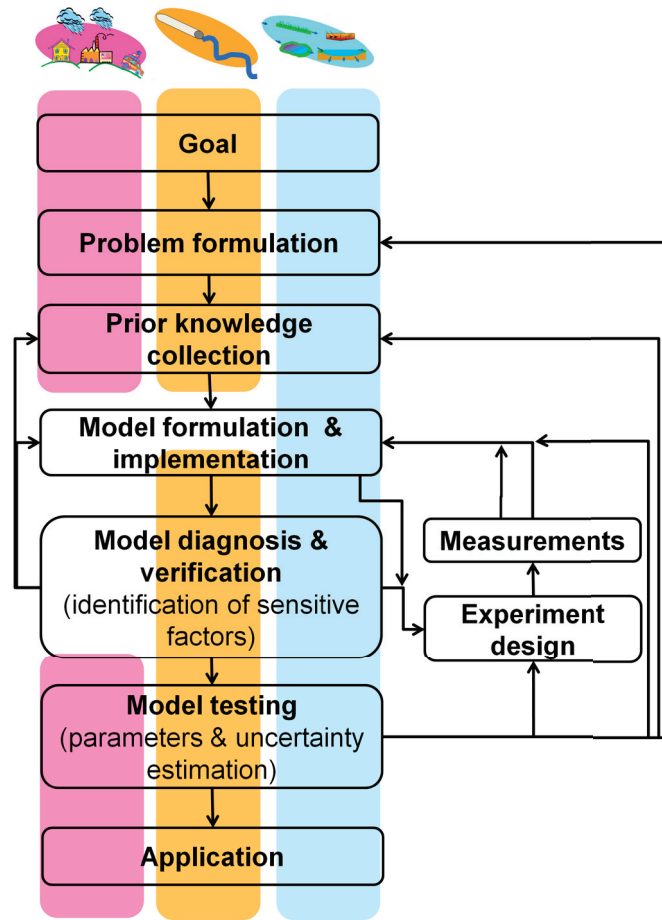 Goal
Problem formulation
Prior knowledge
collection
Model formulation &
implementation
Model diagnosis &
verification
(identification of sensitive
factors)
Measurements
Experiment
design
Model testing
(parameters & uncertainty
estimation)
Application